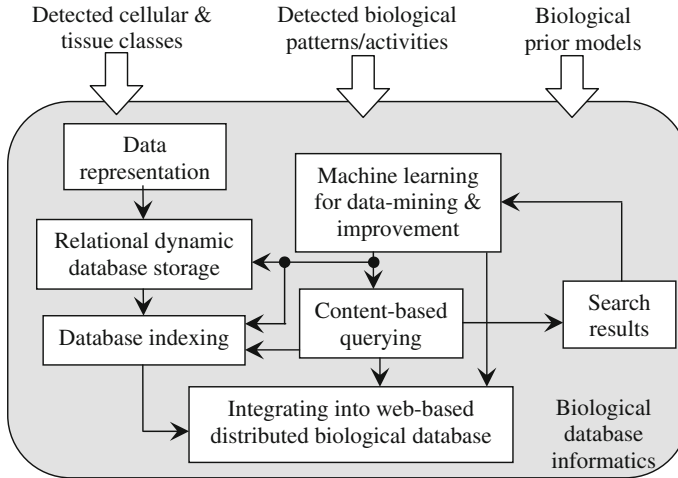 Detected cellular &
tissue classes
Detected biological
patterns/activities
Biological
prior models
Data
representation
Machine learning
for data-mining &
improvement
Relational dynamic
database storage
Database indexing
Content-based
querying
Search
results
Integrating into web-based
distributed biological database
Biological
database
informatics